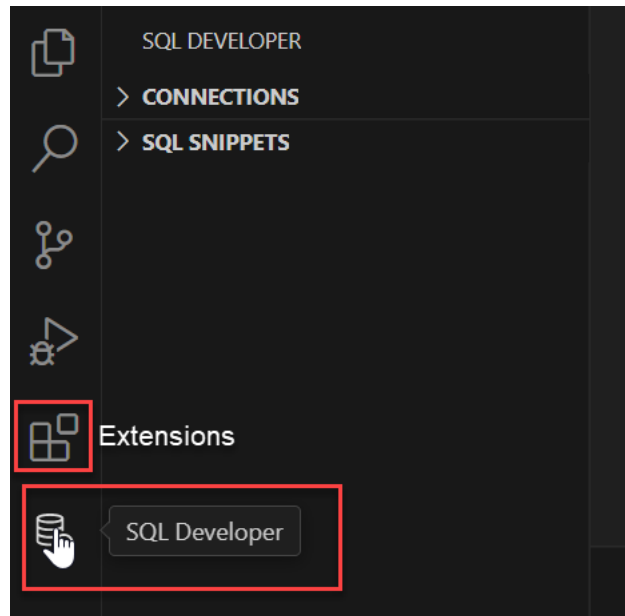 SQL DEVELOPER
CONNECTIONS
SQL SNIPPETS
Extensions
SQL Developer